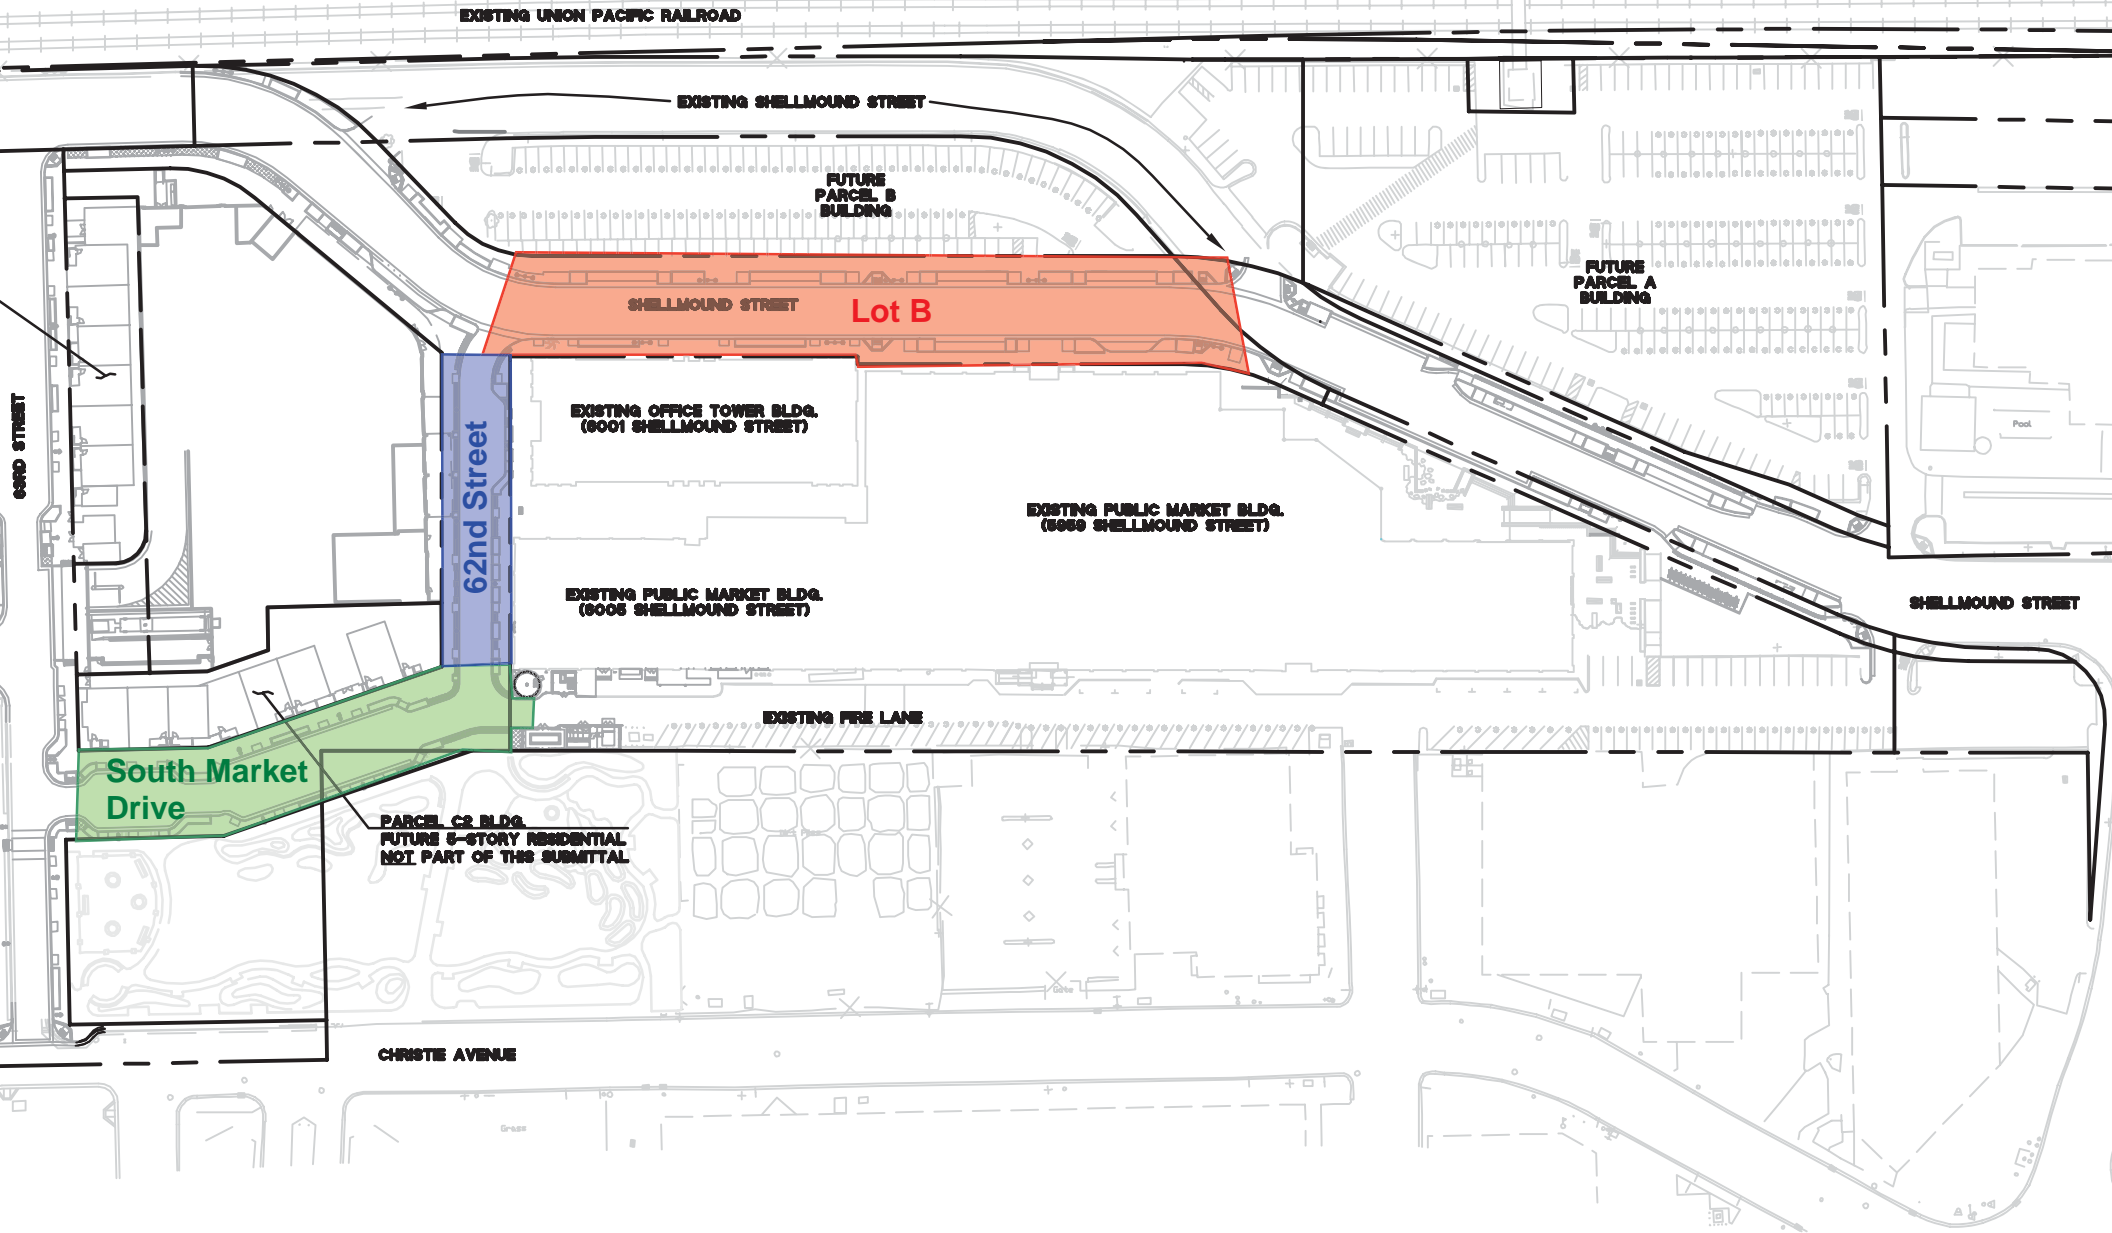 EXISTING UNION PACIFIC RAILROAD
EXISTING SHELLMOUND STREET
FUTURE
PARCEL B
BUILDING
FUTURE
PARCEL A
BUILDING
SHELLMOUND STREET
Lot B
EXISTING OFFICE TOWER BLDG.
(6001 SHELLMOUND STREET)
63RD STREET
62nd Street
Pool
EXISTING PUBLIC MARKET BLDG.
(5959 SHELLMOUND STREET)
EXISTING PUBLIC MARKET BLDG.
(6005 SHELLMOUND STREET)
SHELLMOUND STREET
EXISTING FIRE LANE
South Market
Drive
PARCEL C2 BLDG.
FUTURE 5-STORY RESIDENTIAL
NOT PART OF THIS SUBMITTAL
CHRISTIE AVENUE